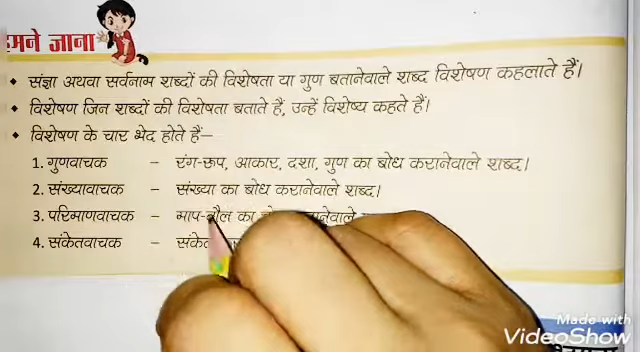 हमने जाना
• संज्ञा अथवा सर्वनाम शब्दों की विशेषता या गुण बतानेवाले शब्द विशेषण कहलाते हैं।
• विशेषण जिन शब्दों की विशेषता बताते हैं, उन्हें विशेष्य कहते हैं।
• विशेषण के चार भेद होते हैं–
1. गुणवाचक – रंग-रूप, आकार, दशा, गुण का बोध करानेवाले शब्द।
2. संख्यावाचक – संख्या का बोध करानेवाले शब्द।
3. परिमाणवाचक – माप-तौल का
4. संकेतवाचक –
Made with
VideoShow